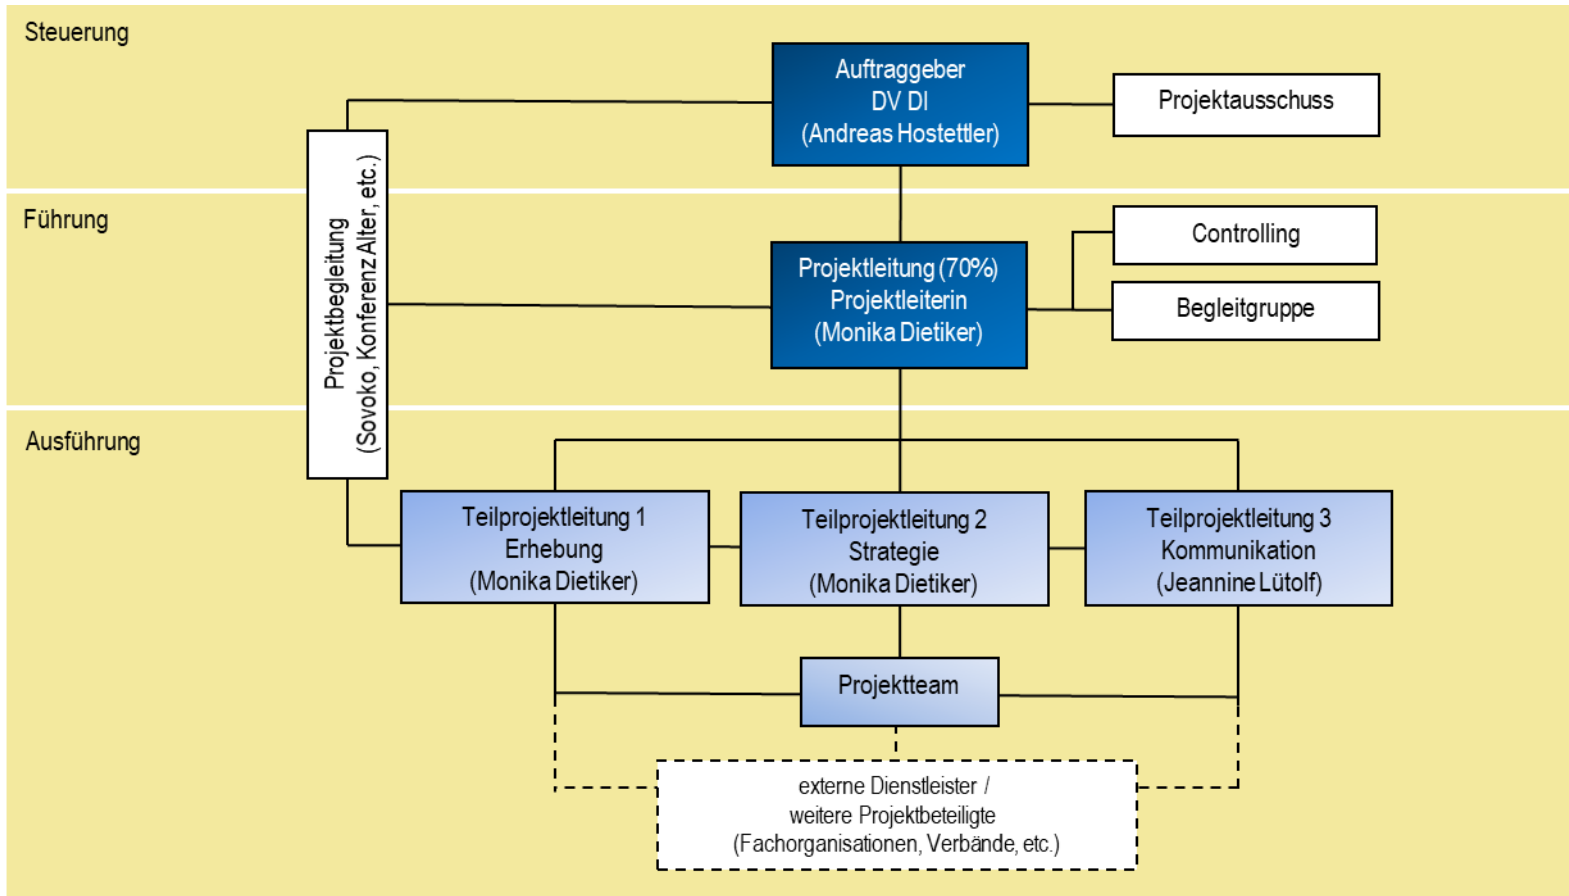 Steuerung
Auftraggeber
DV DI
(Andreas Hostettler)
Projektausschuss
Projektbegleitung
(Sovoko, Konferenz Alter, etc.)
Führung
Projektleitung (70%)
Projektleiterin
(Monika Dietiker)
Controlling
Begleitgruppe
Ausführung
Teilprojektleitung 1
Erhebung
(Monika Dietiker)
Teilprojektleitung 2
Strategie
(Monika Dietiker)
Teilprojektleitung 3
Kommunikation
(Jeannine Lütolf)
Projektteam
externe Dienstleister /
weitere Projektbeteiligte
(Fachorganisationen, Verbände, etc.)